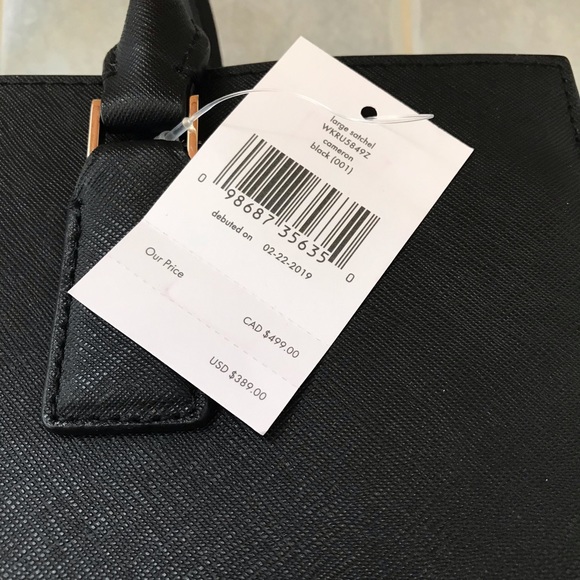 large satchel
WKRU5849Z
cameron
black (001)
0 98687 35635 0
debuted on 02-22-2019
Our Price
CAD $499.00
USD $389.00